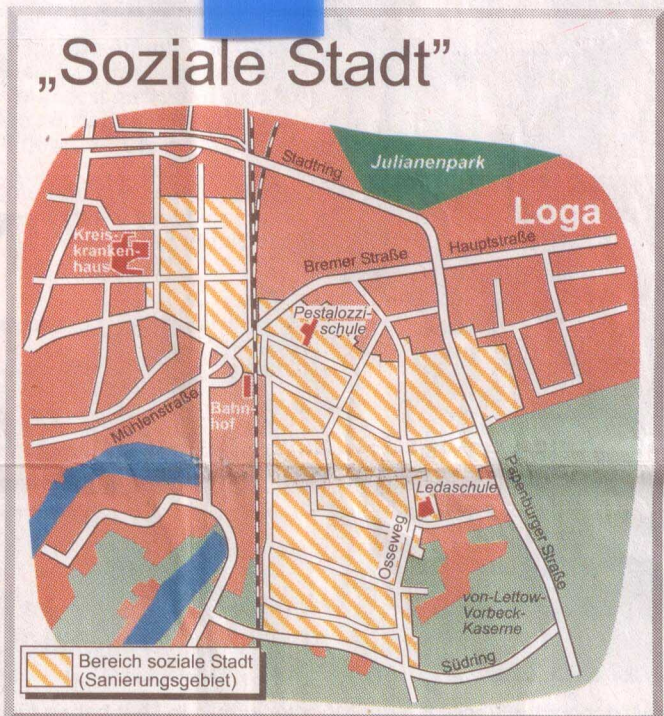 „Soziale Stadt”
Stadtring
Julianenpark
Loga
Kreis-
kranken-
haus
Bremer Straße
Hauptstraße
Pestalozzi-
schule
Bahn-
hof
Mühlenstraße
Ledaschule
Papenburger Straße
Osseweg
von-Lettow-
Vorbeck-
Kaserne
Südring
Bereich soziale Stadt
(Sanierungsgebiet)